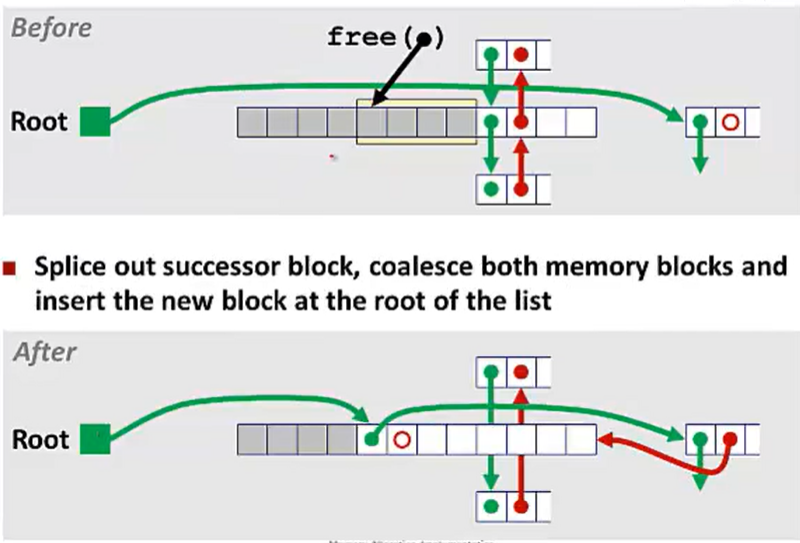 Before
free( )
Root
Splice out successor block, coalesce both memory blocks and
insert the new block at the root of the list
After
Root